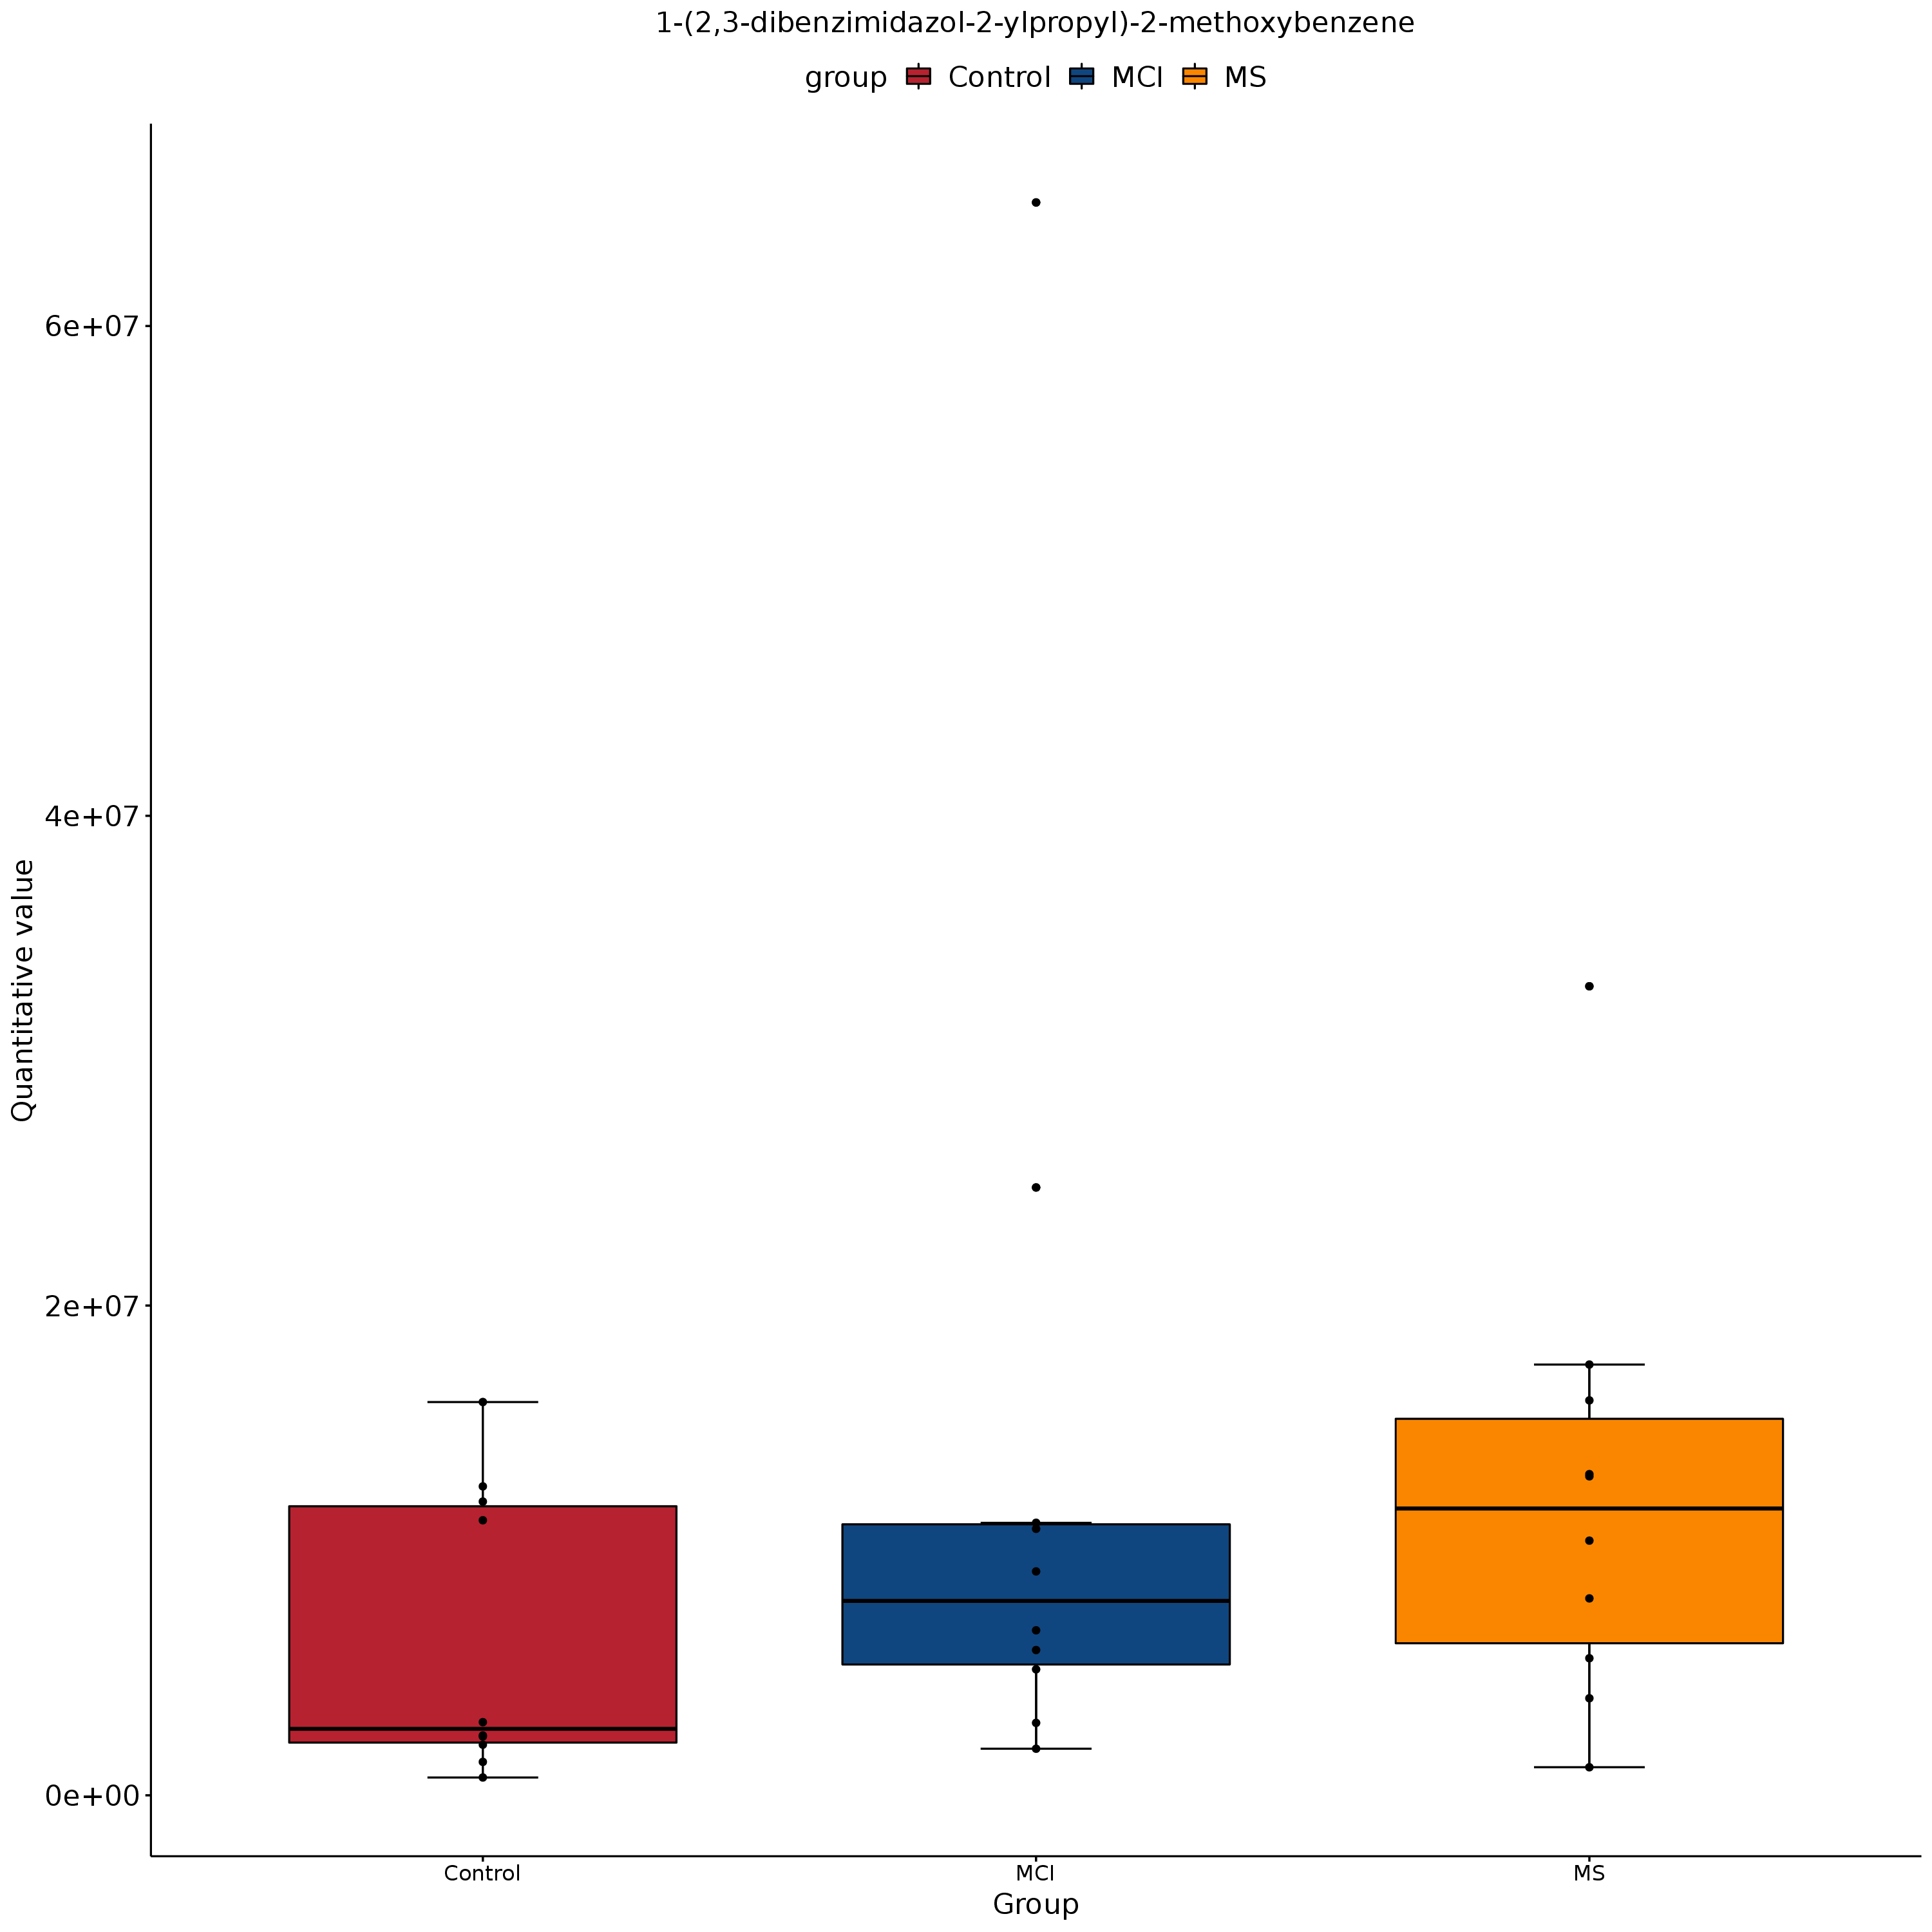 1-(2,3-dibenzimidazol-2-ylpropyl)-2-methoxybenzene
group Control MCI MS
6e+07
4e+07
2e+07
0e+00
Quantitative value
Control MCI MS
Group